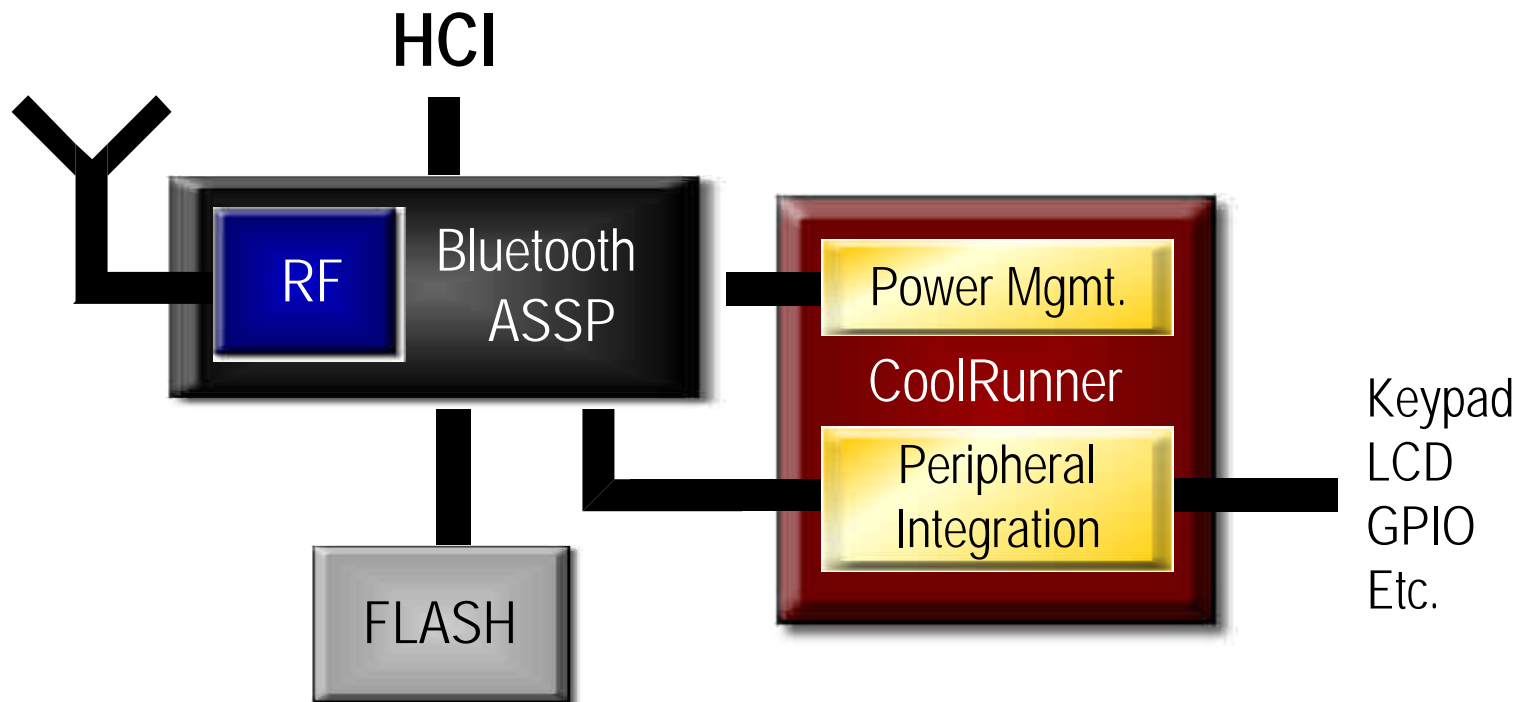 HCI
RF
Bluetooth
ASSP
Power Mgmt.
CoolRunner
Peripheral
Integration
Keypad
LCD
GPIO
Etc.
FLASH